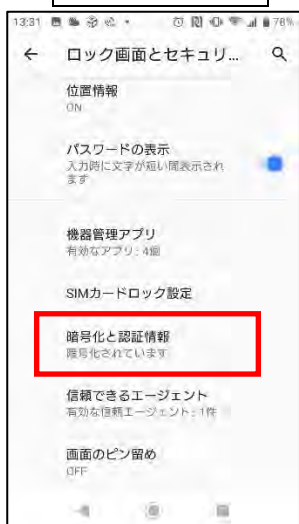 13:31
78%
ロック画面とセキュリ...
位置情報
ON
パスワードの表示
入力時に文字が短い間表示され
ます
機器管理アプリ
有効なアプリ:4個
SIMカードロック設定
暗号化と認証情報
暗号化されています
信頼できるエージェント
有効な信頼エージェント:1件
画面のピン留め
OFF